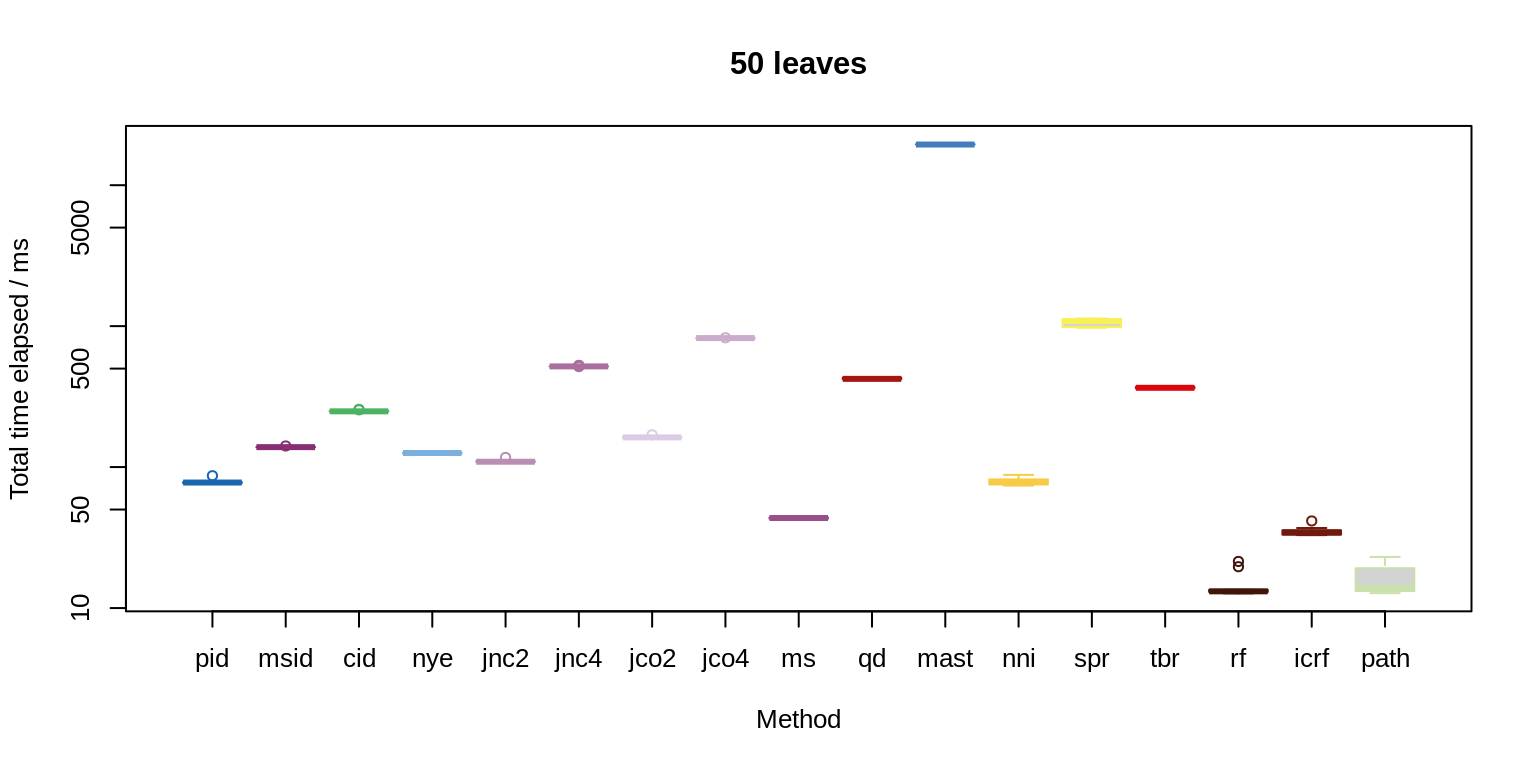 50 leaves
Total time elapsed / ms
5000
500
50
10
pid msid cid nye jnc2 jnc4 jco2 jco4 ms qd mast nni spr tbr rf icrf path
Method